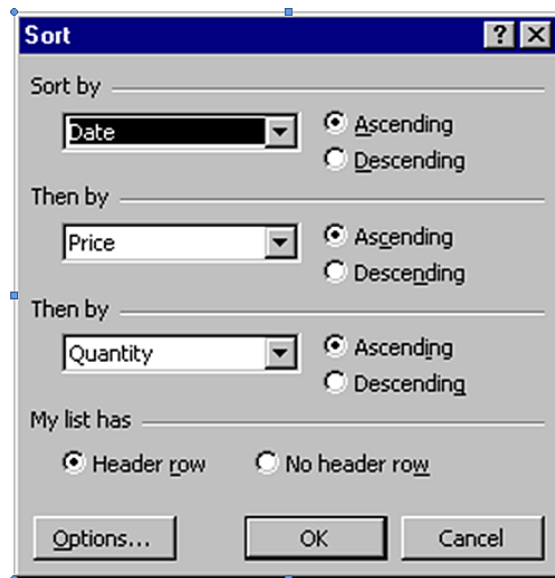 Sort ? X
Sort by
Date Ascending
Descending
Then by
Price Ascending
Descending
Then by
Quantity Ascending
Descending
My list has
Header row No header row
Options... OK Cancel